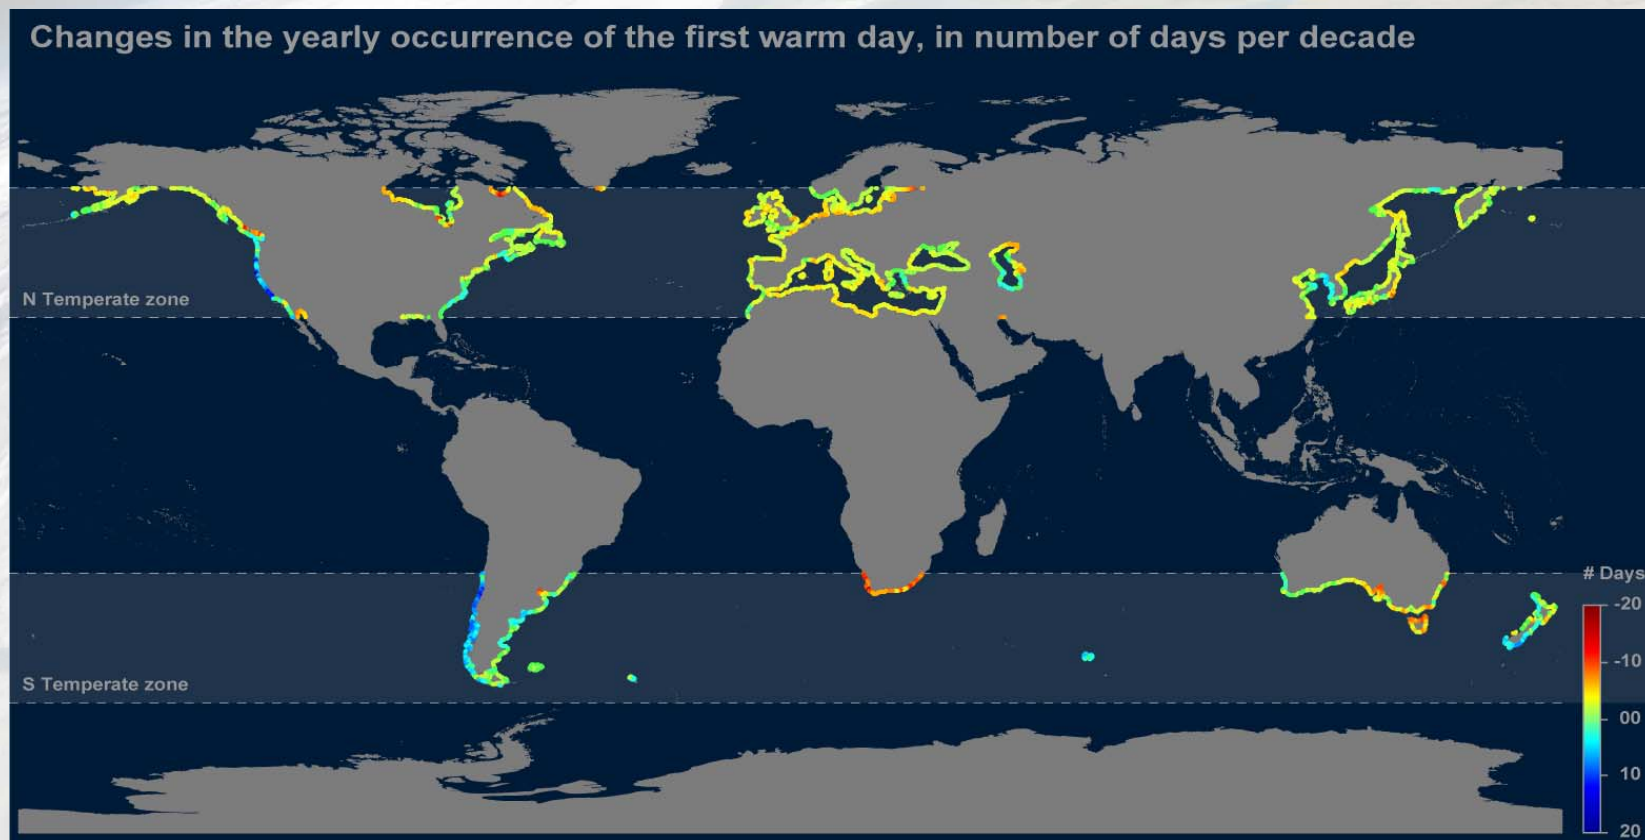 Changes in the yearly occurrence of the first warm day, in number of days per decade
N Temperate zone
# Days
-20
-10
S Temperate zone
00
10
20